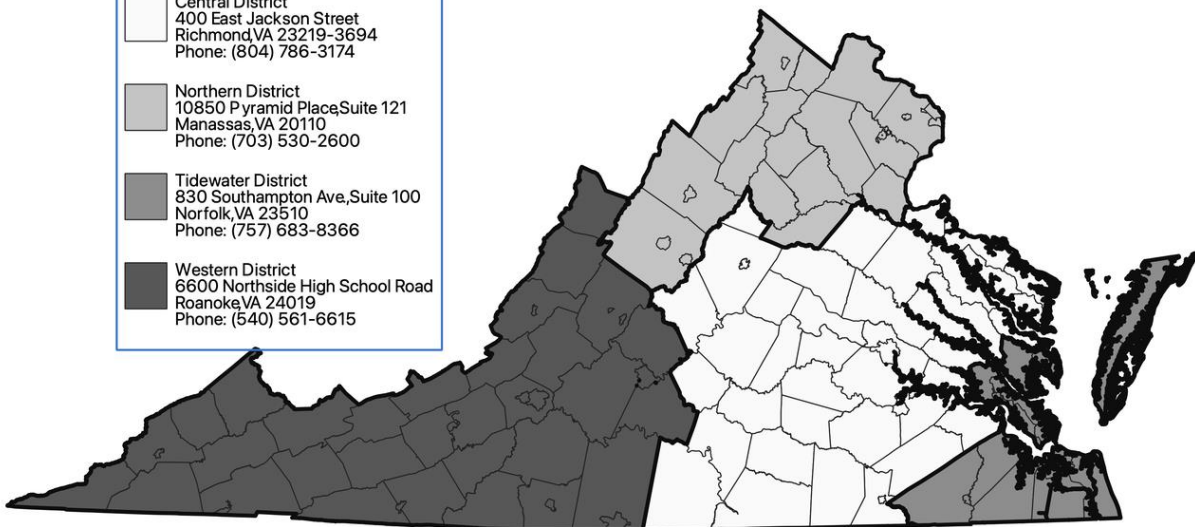 Central District
400 East Jackson Street
Richmond,VA 23219-3694
Phone: (804) 786-3174
Northern District
10850 Pyramid Place,Suite 121
Manassas,VA 20110
Phone: (703) 530-2600
Tidewater District
830 Southampton Ave,Suite 100
Norfolk,VA 23510
Phone: (757) 683-8366
Western District
6600 Northside High School Road
Roanoke,VA 24019
Phone: (540) 561-6615